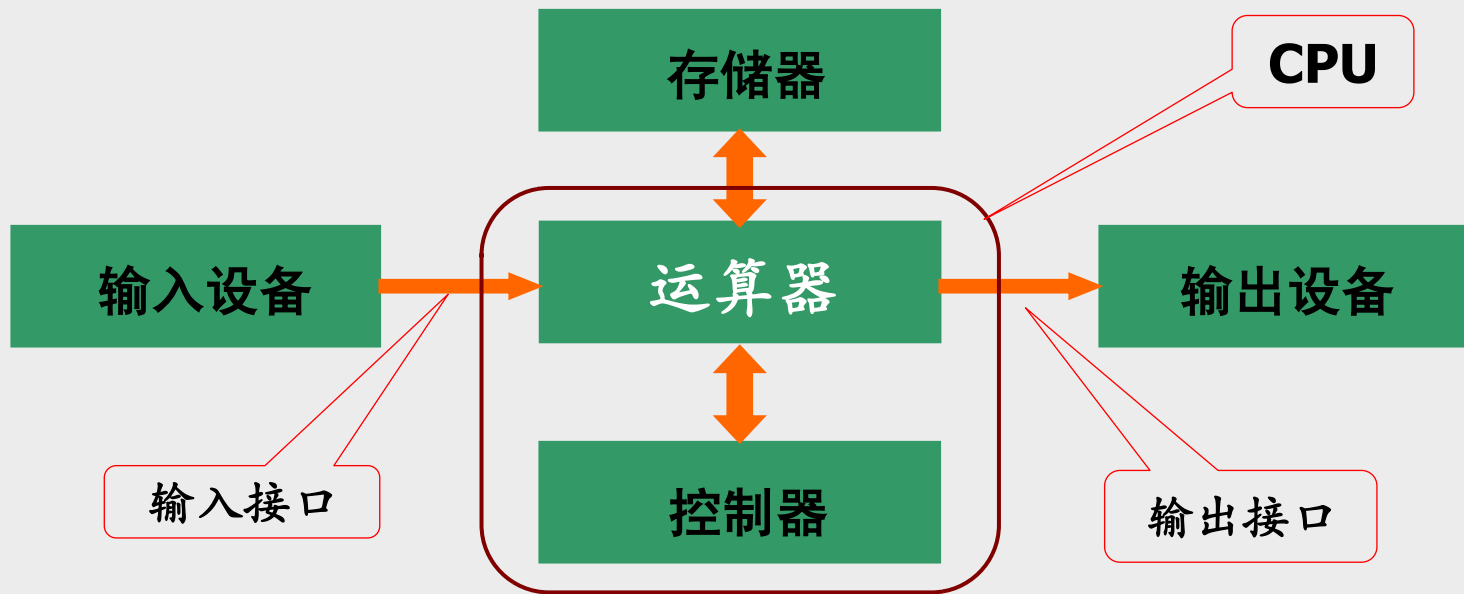 存储器
CPU
输入设备
运算器
输出设备
输入接口
控制器
输出接口